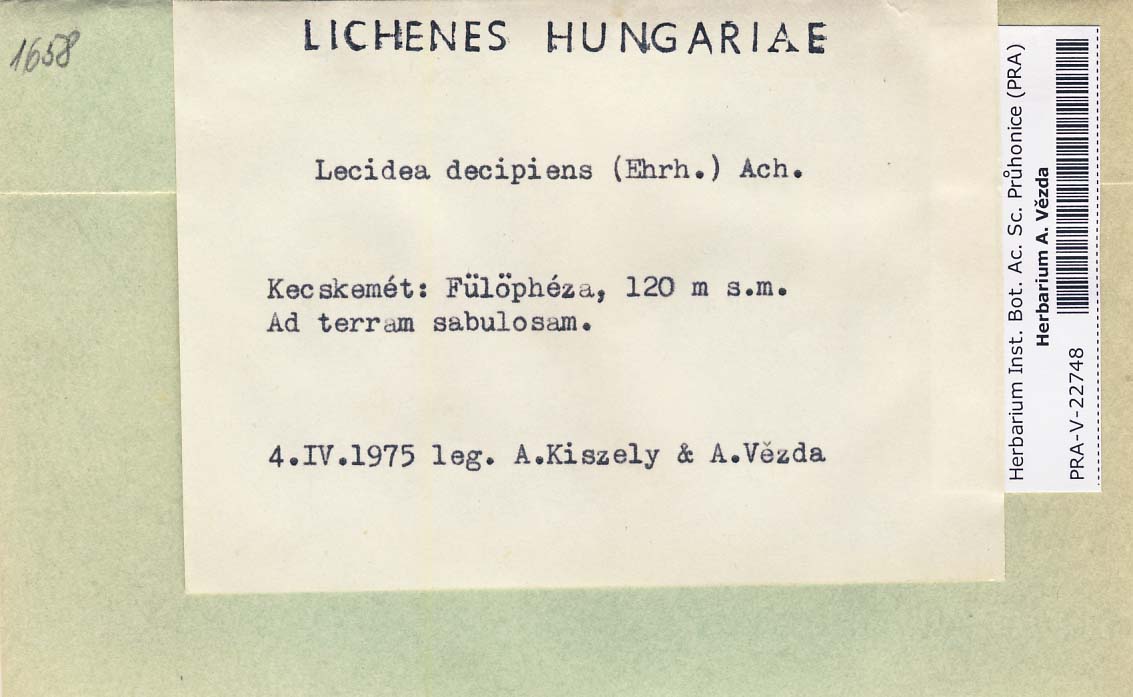 1658
LICHENES HUNGARIAE
Lecidea decipiens (Ehrh.) Ach.
Kecskemét: Fülöphéza, 120 m s.m.
Ad terram sabulosam.
4.IV.1975 leg. A.Kiszely & A.Vězda
Herbarium Inst. Bot. Ac. Sc. Průhonice (PRA)
Herbarium A. Vězda
PRA-V-22748